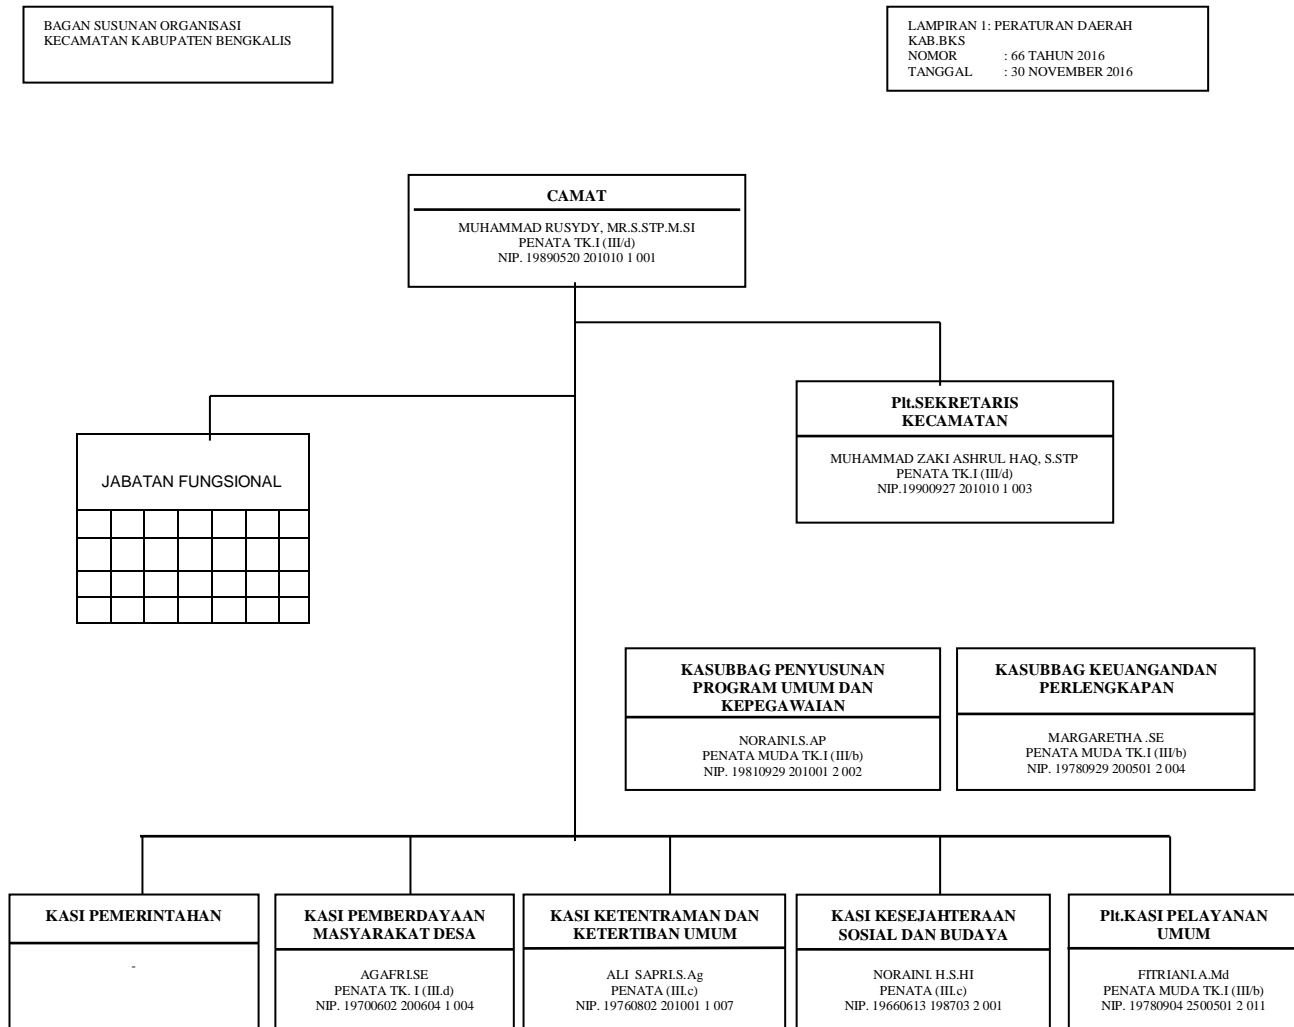 BAGAN SUSUNAN ORGANISASI
KECAMATAN KABUPATEN BENGKALIS
LAMPIRAN 1: PERATURAN DAERAH
KAB.BKS
NOMOR : 66 TAHUN 2016
TANGGAL : 30 NOVEMBER 2016
CAMAT
MUHAMMAD RUSYDY, MR.S.STP.M.SI
PENATA TK.I (III/d)
NIP. 19890520 201010 1 001
Plt.SEKRETARIS
KECAMATAN
MUHAMMAD ZAKI ASHRUL HAQ, S.STP
PENATA TK.I (III/d)
NIP.19900927 201010 1 003
JABATAN FUNGSIONAL
KASUBBAG PENYUSUNAN
PROGRAM UMUM DAN
KEPEGAWAIAN
NORAINI.S.AP
PENATA MUDA TK.I (III/b)
NIP. 19810929 201001 2 002
KASUBBAG KEUANGANDAN
PERLENGKAPAN
MARGARETHA .SE
PENATA MUDA TK.I (III/b)
NIP. 19780929 200501 2 004
KASI PEMERINTAHAN
-
KASI PEMBERDAYAAN
MASYARAKAT DESA
AGAFRI.SE
PENATA TK. I (III.d)
NIP. 19700602 200604 1 004
KASI KETENTRAMAN DAN
KETERTIBAN UMUM
ALI SAPRI.S.Ag
PENATA (III.c)
NIP. 19760802 201001 1 007
KASI KESEJAHTERAAN
SOSIAL DAN BUDAYA
NORAINI. H.S.HI
PENATA (III.c)
NIP. 19660613 198703 2 001
Plt.KASI PELAYANAN
UMUM
FITRIANI.A.Md
PENATA MUDA TK.I (III/b)
NIP. 19780904 2500501 2 011